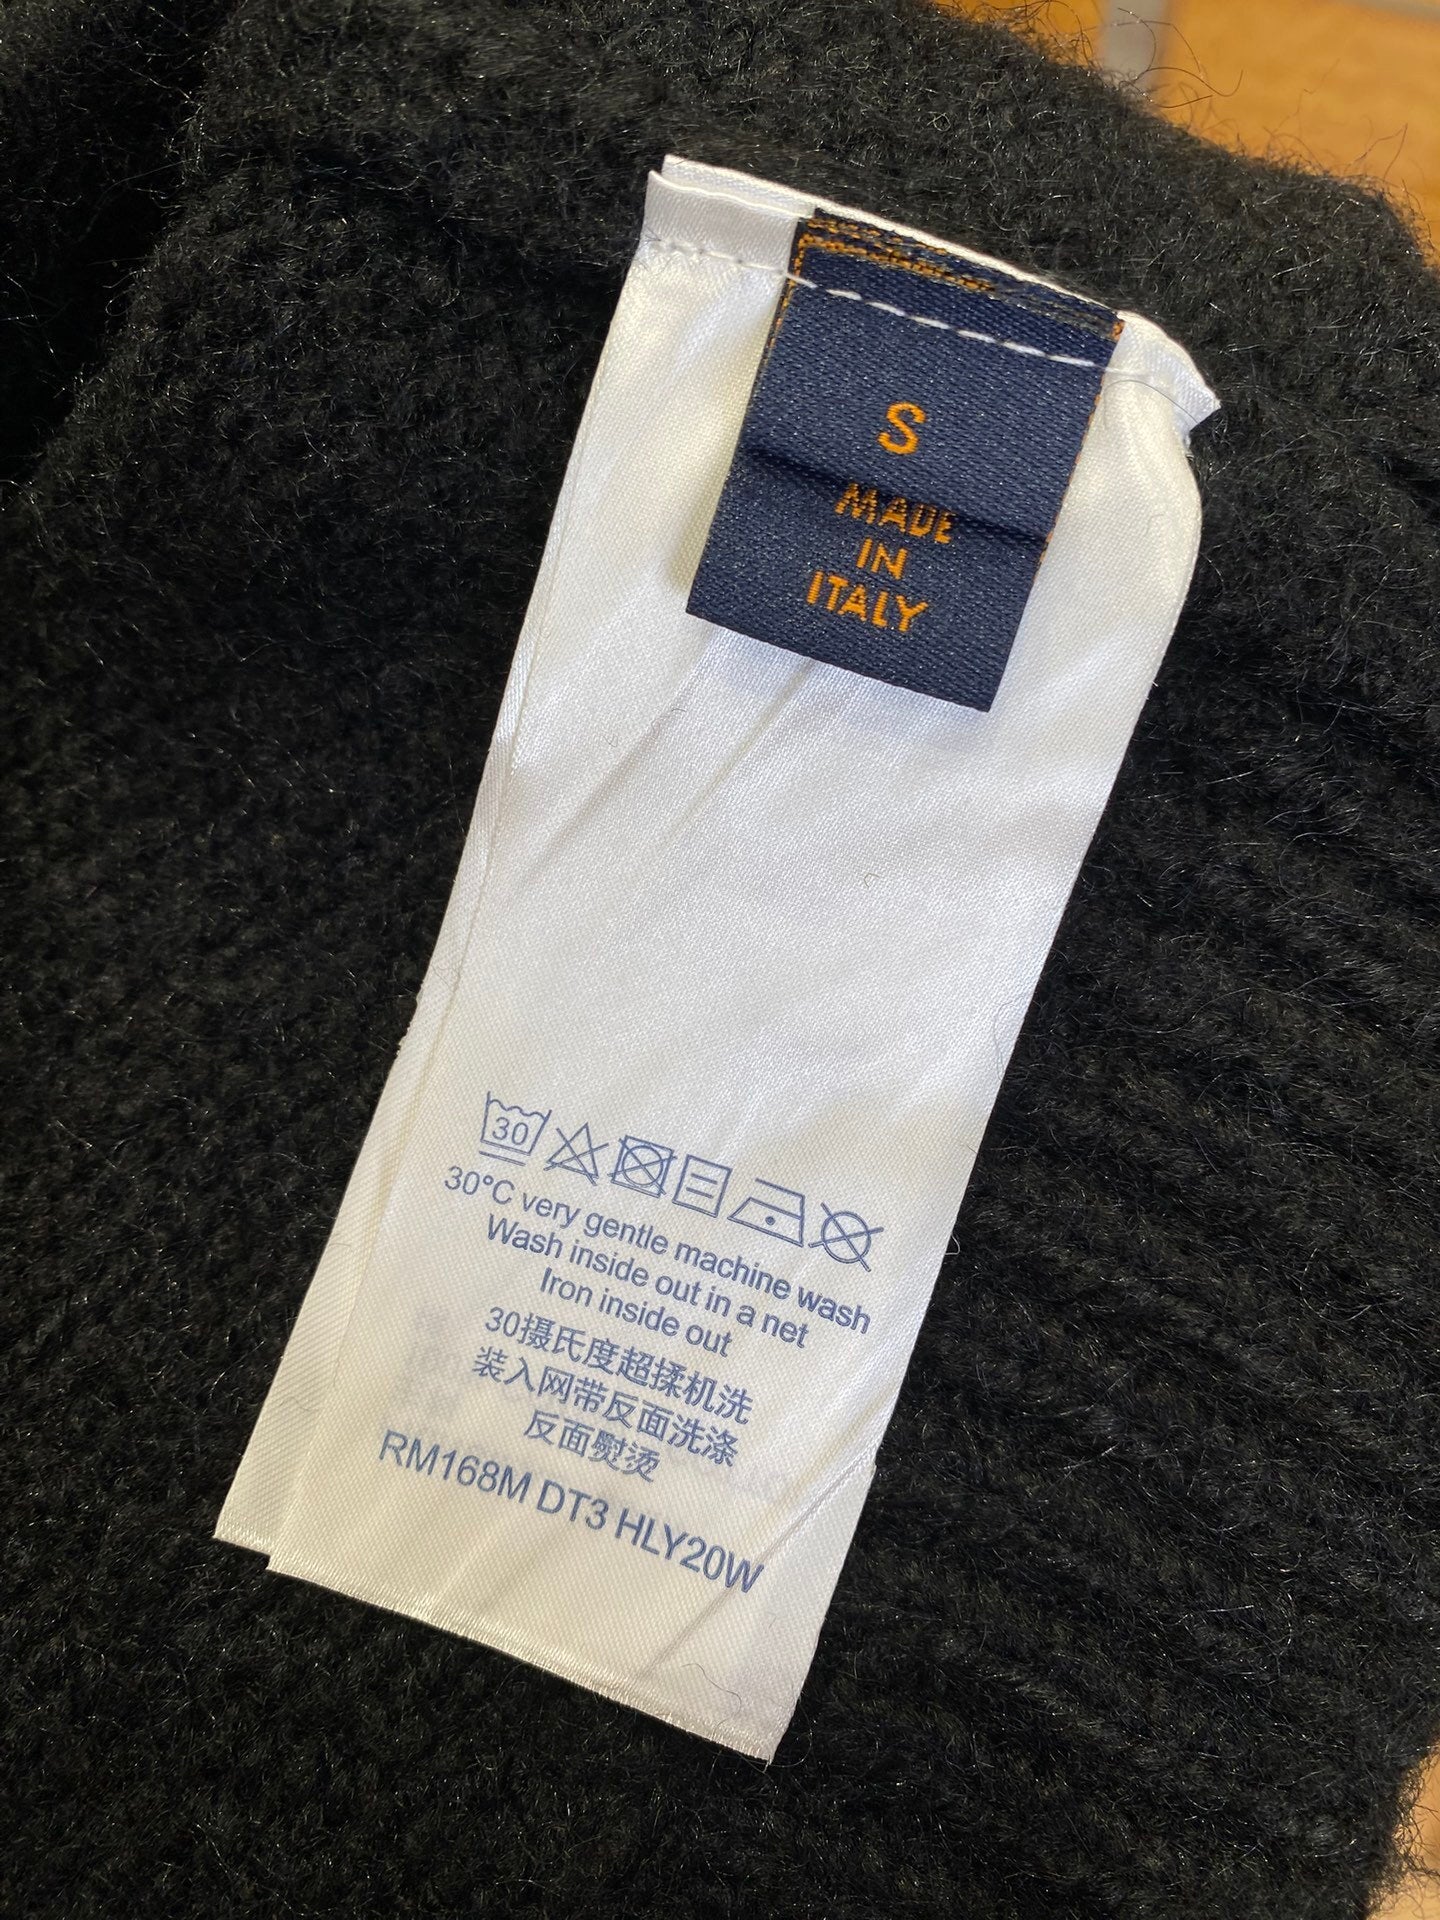 S
MADE
IN
ITALY
30
30°C very gentle machine wash
Wash inside out in a net
Iron inside out
30摄氏度超揉机洗
装入网带反面洗涤
反面熨烫
RM168M DT3 HLY20W